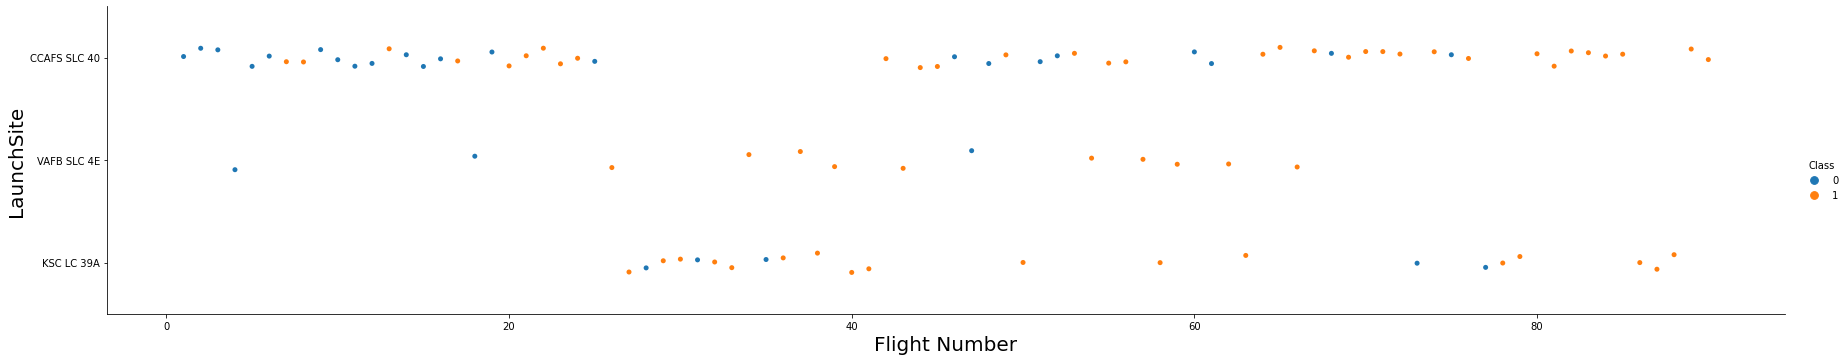 LaunchSite
CCAFS SLC 40
VAFB SLC 4E
KSC LC 39A
0
20
40
60
80
Flight Number
Class
0
1